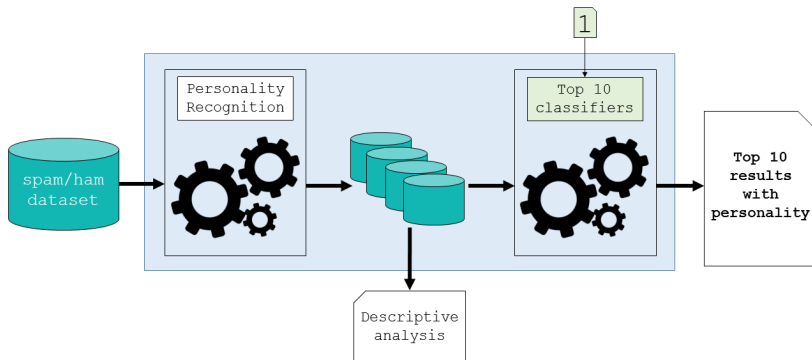 1
Personality
Recognition
Top 10
classifiers
spam/ham
dataset
Top 10
results
with
personality
Descriptive
analysis